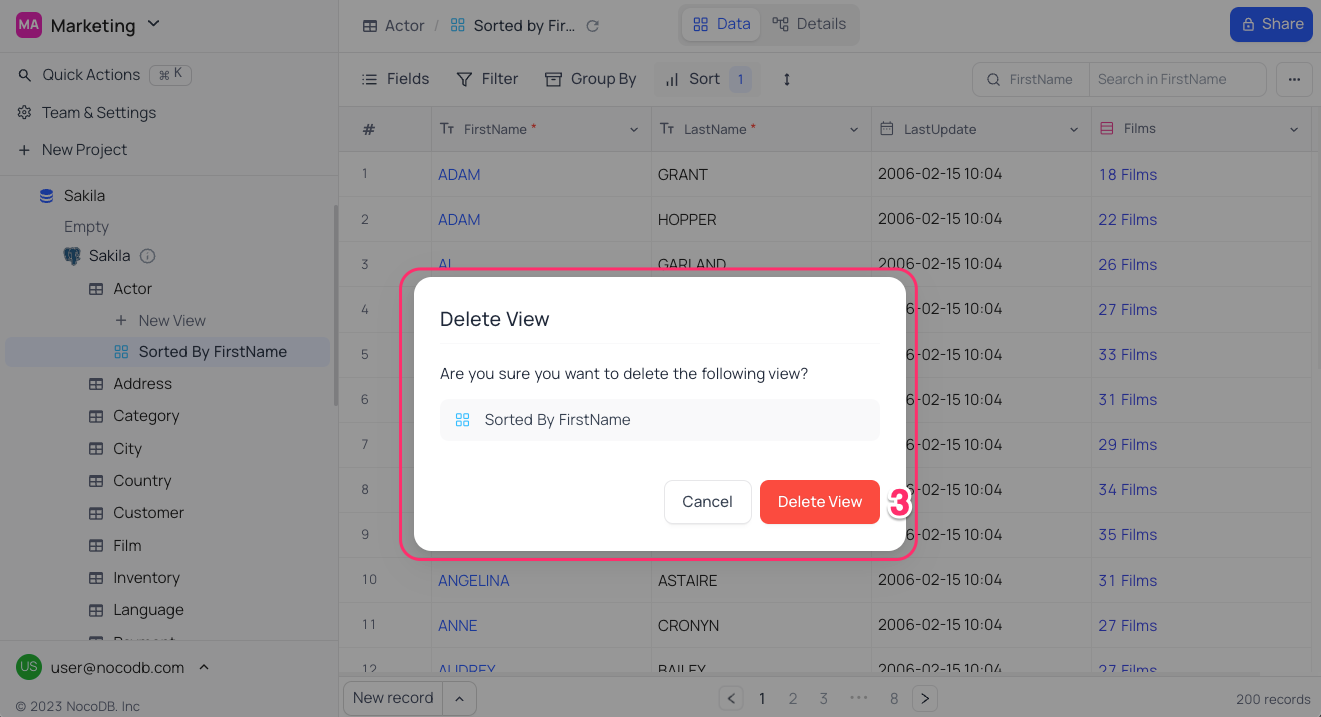 MA Marketing
Quick Actions ⌘ K
Team & Settings
+ New Project
Sakila
Empty
Sakila
Actor
+ New View
Sorted By FirstName
Address
Category
City
Country
Customer
Film
Inventory
Language
Payment
US user@nocodb.com
© 2023 NocoDB. Inc
Actor / Sorted by Fir...
Data Details
Share
Fields Filter Group By Sort 1
FirstName Search in FirstName
# FirstName * LastName * LastUpdate Films
1 ADAM GRANT 2006-02-15 10:04 18 Films
2 ADAM HOPPER 2006-02-15 10:04 22 Films
3 AL GARLAND 2006-02-15 10:04 26 Films
4 6-02-15 10:04 27 Films
5 6-02-15 10:04 33 Films
6 6-02-15 10:04 31 Films
7 6-02-15 10:04 29 Films
8 6-02-15 10:04 34 Films
9 6-02-15 10:04 35 Films
10 ANGELINA ASTAIRE 2006-02-15 10:04 31 Films
11 ANNE CRONYN 2006-02-15 10:04 27 Films
12 AUDREY BAILEY 2006-02-15 10:04 27 Films
Delete View
Are you sure you want to delete the following view?
Sorted By FirstName
Cancel Delete View 3
New record
< 1 2 3 ••• 8 >
200 records